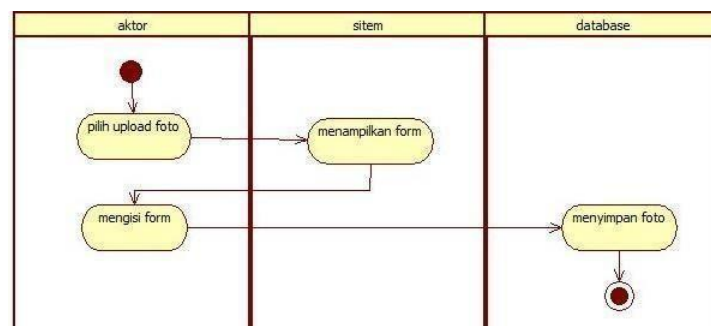 aktor
sitem
database
pilih upload foto
menampilkan form
mengisi form
menyimpan foto